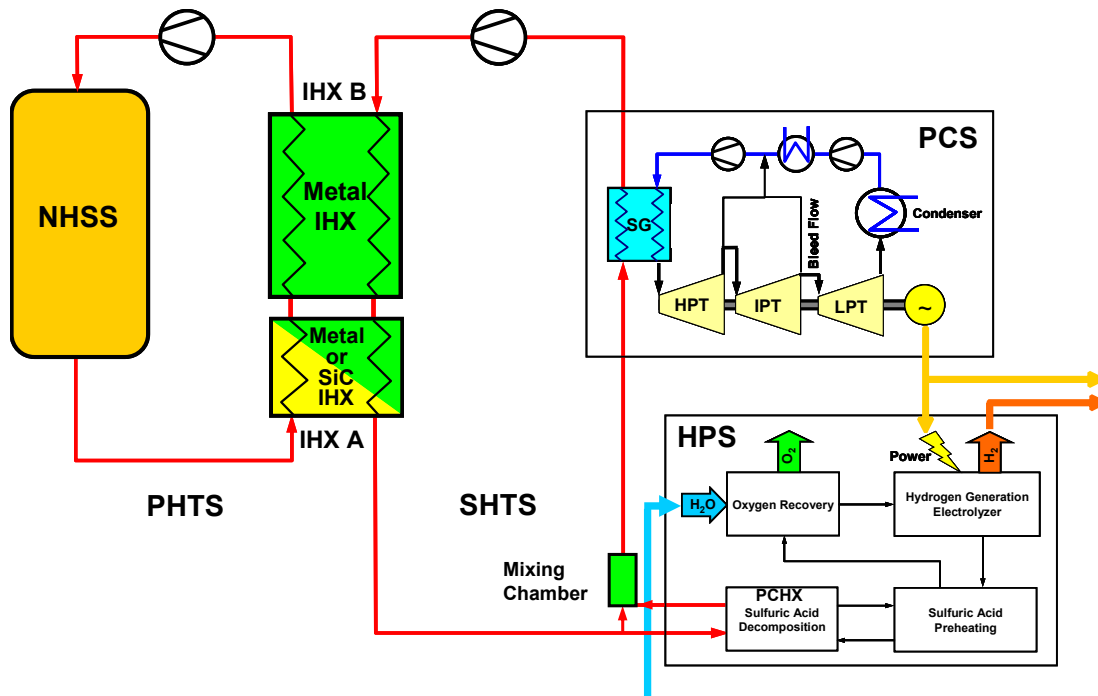 IHX B
PCS
NHSS
Metal
IHX
SG
Bleed Flow
Condenser
HPT
IPT
LPT
~
Metal
or
SiC
IHX
IHX A
HPS
O2
Power
H2
PHTS
SHTS
H2O
Oxygen Recovery
Hydrogen Generation
Electrolyzer
Mixing
Chamber
PCHX
Sulfuric Acid
Decomposition
Sulfuric Acid
Preheating